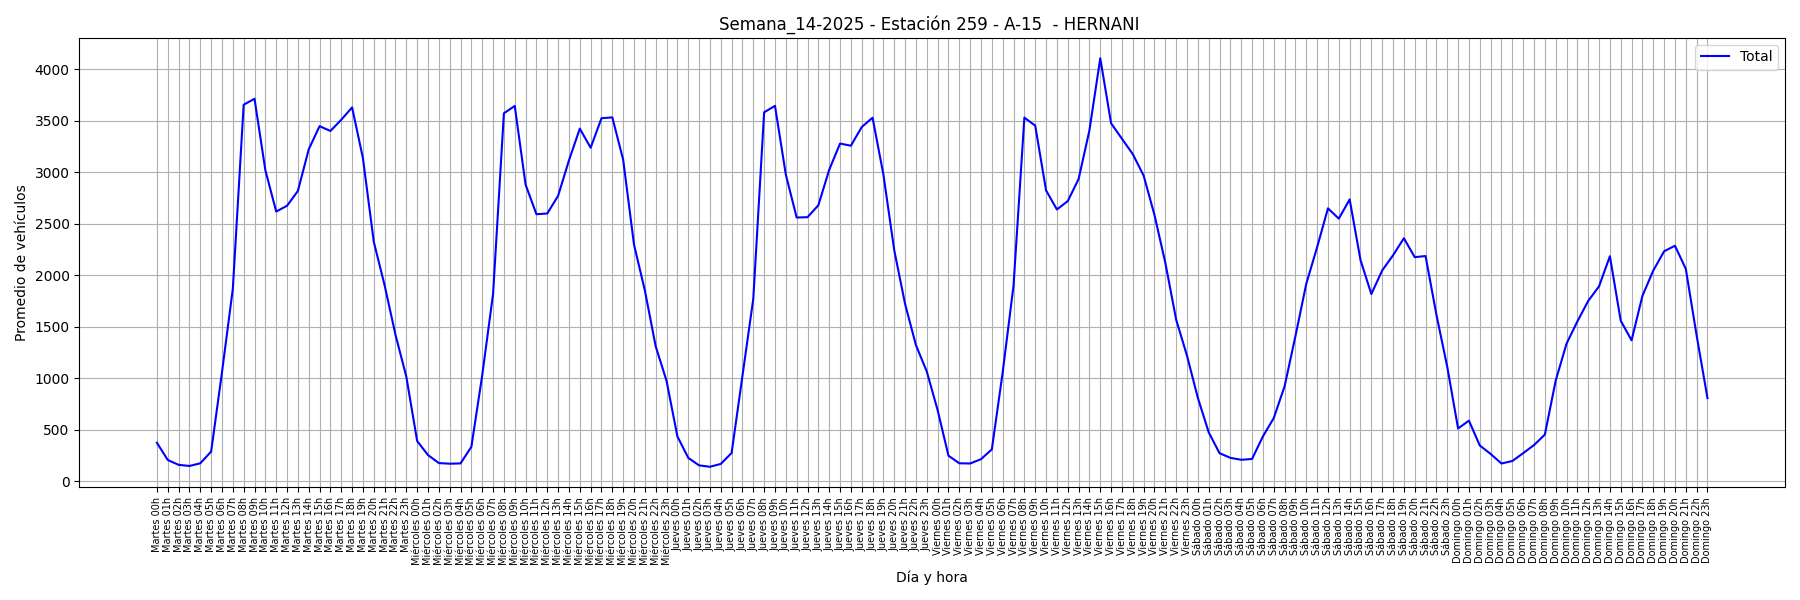 Semana_14-2025 - Estación 259 - A-15 - HERNANI
Total
Promedio de vehículos
4000
3500
3000
2500
2000
1500
1000
500
0
Martes 00h
Martes 01h
Martes 02h
Martes 03h
Martes 04h
Martes 05h
Martes 06h
Martes 07h
Martes 08h
Martes 09h
Martes 10h
Martes 11h
Martes 12h
Martes 13h
Martes 14h
Martes 15h
Martes 16h
Martes 17h
Martes 18h
Martes 19h
Martes 20h
Martes 21h
Martes 22h
Martes 23h
Miércoles 00h
Miércoles 01h
Miércoles 02h
Miércoles 03h
Miércoles 04h
Miércoles 05h
Miércoles 06h
Miércoles 07h
Miércoles 08h
Miércoles 09h
Miércoles 10h
Miércoles 11h
Miércoles 12h
Miércoles 13h
Miércoles 14h
Miércoles 15h
Miércoles 16h
Miércoles 17h
Miércoles 18h
Miércoles 19h
Miércoles 20h
Miércoles 21h
Miércoles 22h
Miércoles 23h
Jueves 00h
Jueves 01h
Jueves 02h
Jueves 03h
Jueves 04h
Jueves 05h
Jueves 06h
Jueves 07h
Jueves 08h
Jueves 09h
Jueves 10h
Jueves 11h
Jueves 12h
Jueves 13h
Jueves 14h
Jueves 15h
Jueves 16h
Jueves 17h
Jueves 18h
Jueves 19h
Jueves 20h
Jueves 21h
Jueves 22h
Jueves 23h
Viernes 00h
Viernes 01h
Viernes 02h
Viernes 03h
Viernes 04h
Viernes 05h
Viernes 06h
Viernes 07h
Viernes 08h
Viernes 09h
Viernes 10h
Viernes 11h
Viernes 12h
Viernes 13h
Viernes 14h
Viernes 15h
Viernes 16h
Viernes 17h
Viernes 18h
Viernes 19h
Viernes 20h
Viernes 21h
Viernes 22h
Viernes 23h
Sábado 00h
Sábado 01h
Sábado 02h
Sábado 03h
Sábado 04h
Sábado 05h
Sábado 06h
Sábado 07h
Sábado 08h
Sábado 09h
Sábado 10h
Sábado 11h
Sábado 12h
Sábado 13h
Sábado 14h
Sábado 15h
Sábado 16h
Sábado 17h
Sábado 18h
Sábado 19h
Sábado 20h
Sábado 21h
Sábado 22h
Sábado 23h
Domingo 00h
Domingo 01h
Domingo 02h
Domingo 03h
Domingo 04h
Domingo 05h
Domingo 06h
Domingo 07h
Domingo 08h
Domingo 09h
Domingo 10h
Domingo 11h
Domingo 12h
Domingo 13h
Domingo 14h
Domingo 15h
Domingo 16h
Domingo 17h
Domingo 18h
Domingo 19h
Domingo 20h
Domingo 21h
Domingo 22h
Domingo 23h
Día y hora